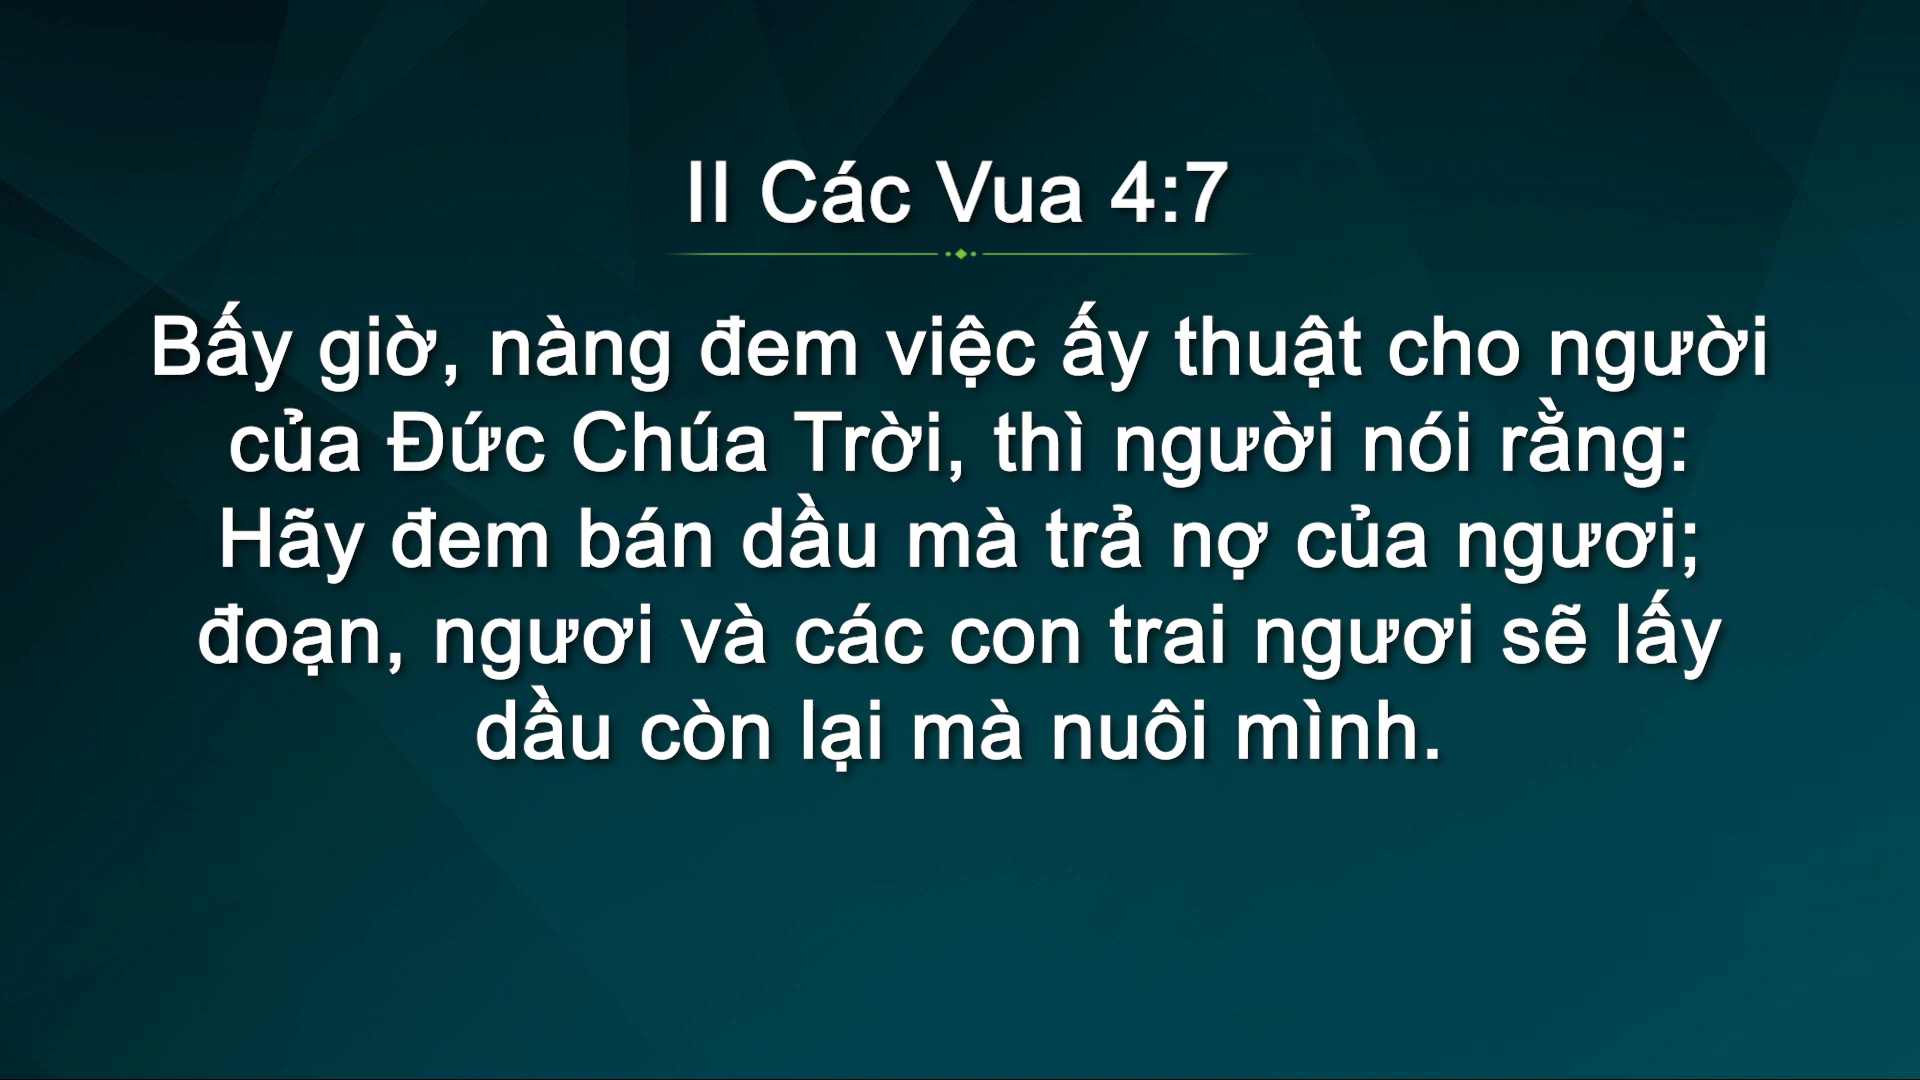 II Các Vua 4:7
Bấy giờ, nàng đem việc ấy thuật cho người
của Đức Chúa Trời, thì người nói rằng:
Hãy đem bán dầu mà trả nợ của ngươi;
đoạn, ngươi và các con trai ngươi sẽ lấy
dầu còn lại mà nuôi mình.